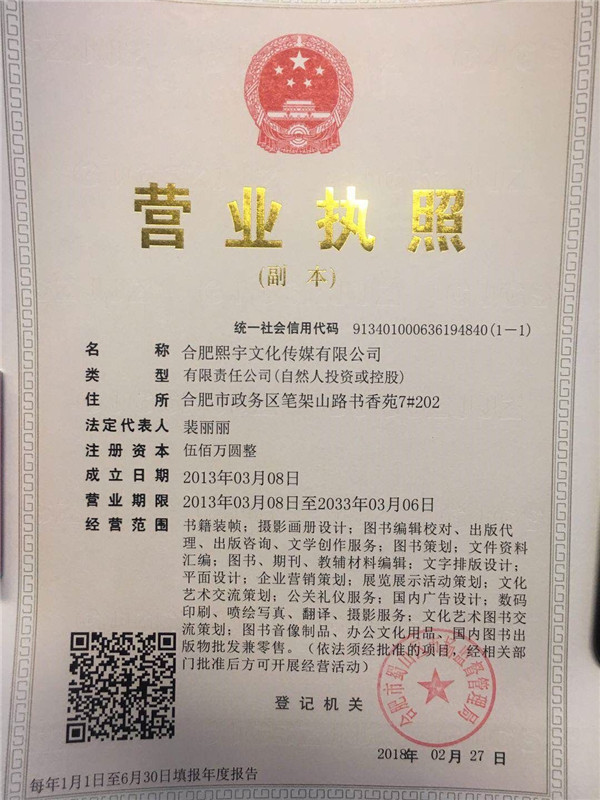 营业执照
(副 本)
统一社会信用代码 913401000636194840(1-1)
名 称 合肥熙宇文化传媒有限公司
类 型 有限责任公司(自然人投资或控股)
住 所 合肥市政务区笔架山路书香苑7#202
法定代表人 裴丽丽
注册资本 伍佰万圆整
成立日期 2013年03月08日
营业期限 2013年03月08日至2033年03月06日
经营范围 书籍装帧；摄影画册设计；图书编辑校对、出版代
理、出版咨询、文学创作服务；图书策划；文件资料
汇编；图书、期刊、教辅材料编辑；文字排版设计；
平面设计；企业营销策划；展览展示活动策划；文化
艺术交流策划；公关礼仪服务；国内广告设计；数码
印刷、喷绘写真、翻译、摄影服务；文化艺术图书交
流策划；图书音像制品、办公文化用品、国内图书出
版物批发兼零售。（依法须经批准的项目，经相关部
门批准后方可开展经营活动）
登记机关
合肥市蜀山区市场监督管理局
2018年 02月 27日
每年1月1日至6月30日填报年度报告